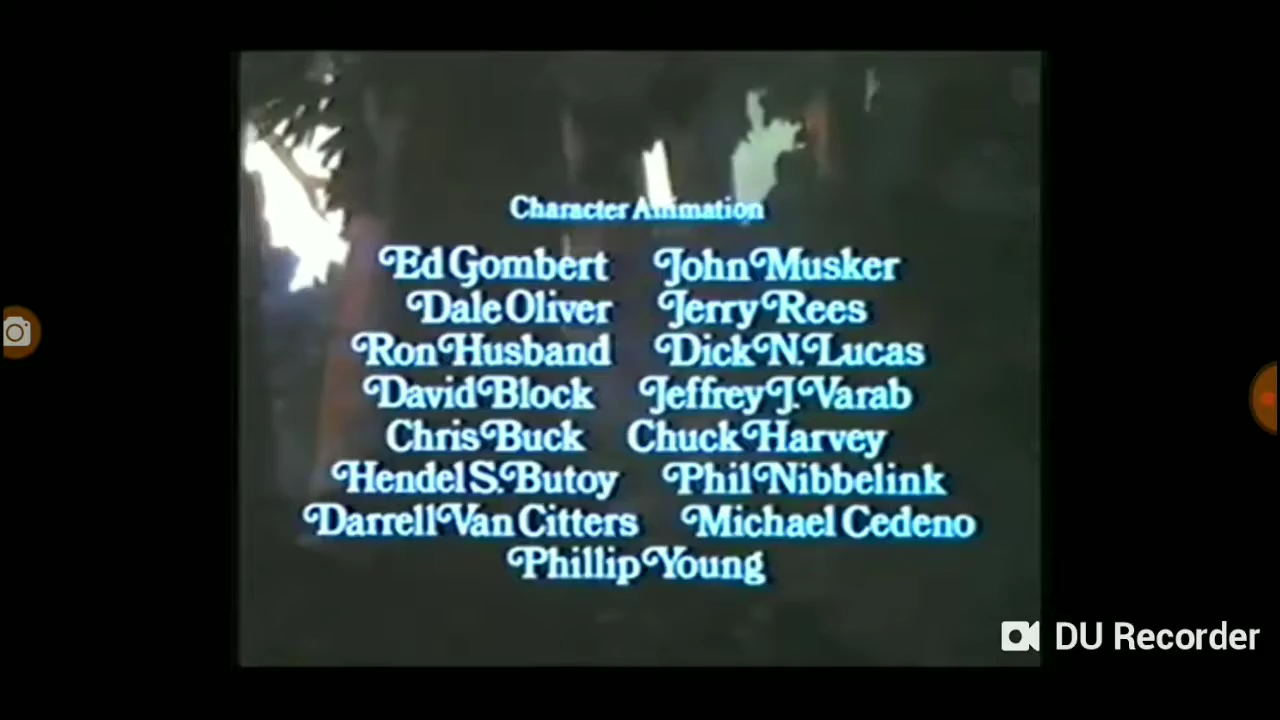 Character Animation
Ed Gombert John Musker
Dale Oliver Jerry Rees
Ron Husband Dick N. Lucas
David Block Jeffrey J. Varab
Chris Buck Chuck Harvey
Hendel S. Butoy Phil Nibbelink
Darrell Van Citters Michael Cedeno
Phillip Young
DU Recorder